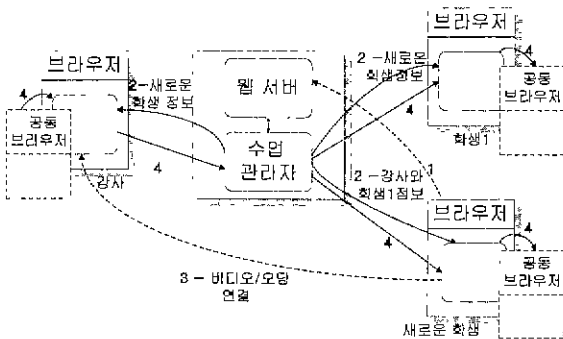 브라우저
4
공동
브라우저
강사
2-새로운
학생 정보
4
웹 서버
수업
관리자
2 -새로운
학생정보
4
1
2 -강사와
학생1정보
4
3 - 비디오/오당
연결
브라우저
4
공동
브라우저
학생1
브라우저
4
공동
브라우저
새로운 학생